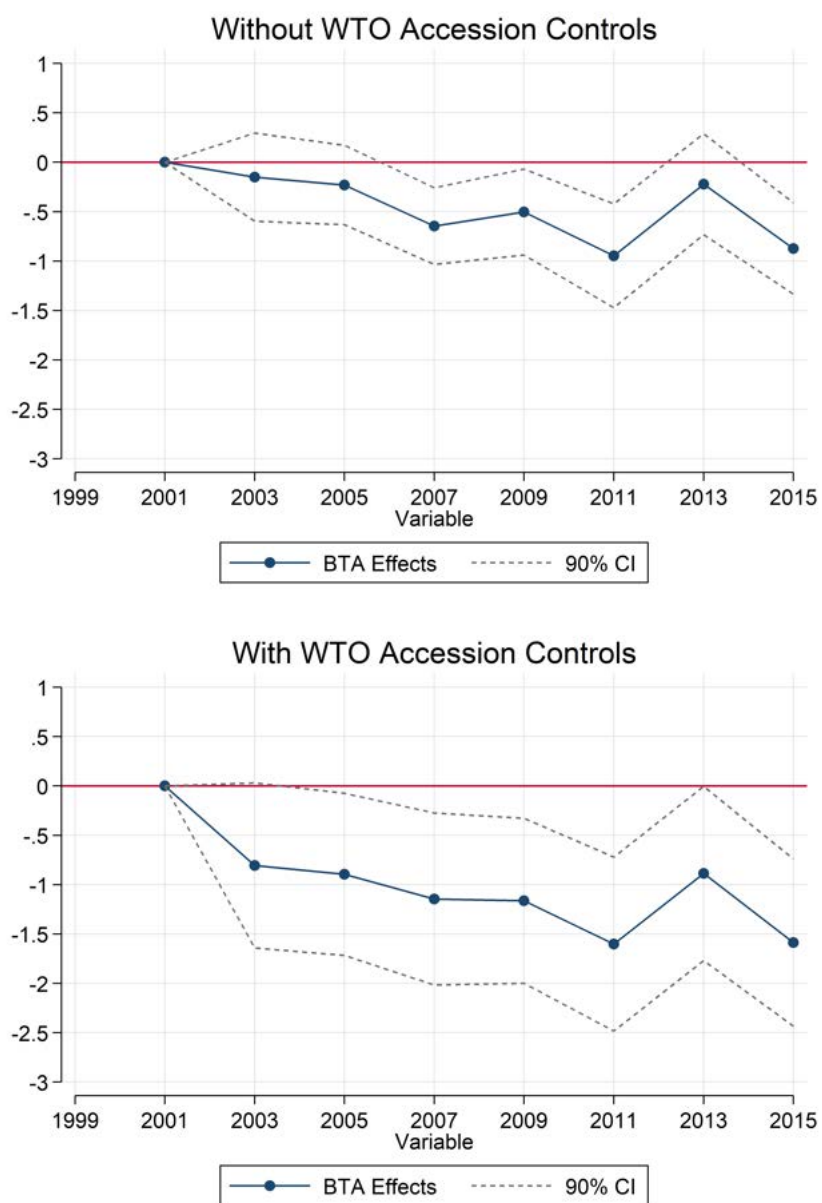 Without WTO Accession Controls
1
.5
0
-.5
-1
-1.5
-2
-2.5
-3
1999 2001 2003 2005 2007 2009 2011 2013 2015
Variable
BTA Effects 90% CI
With WTO Accession Controls
1
.5
0
-.5
-1
-1.5
-2
-2.5
-3
1999 2001 2003 2005 2007 2009 2011 2013 2015
Variable
BTA Effects 90% CI